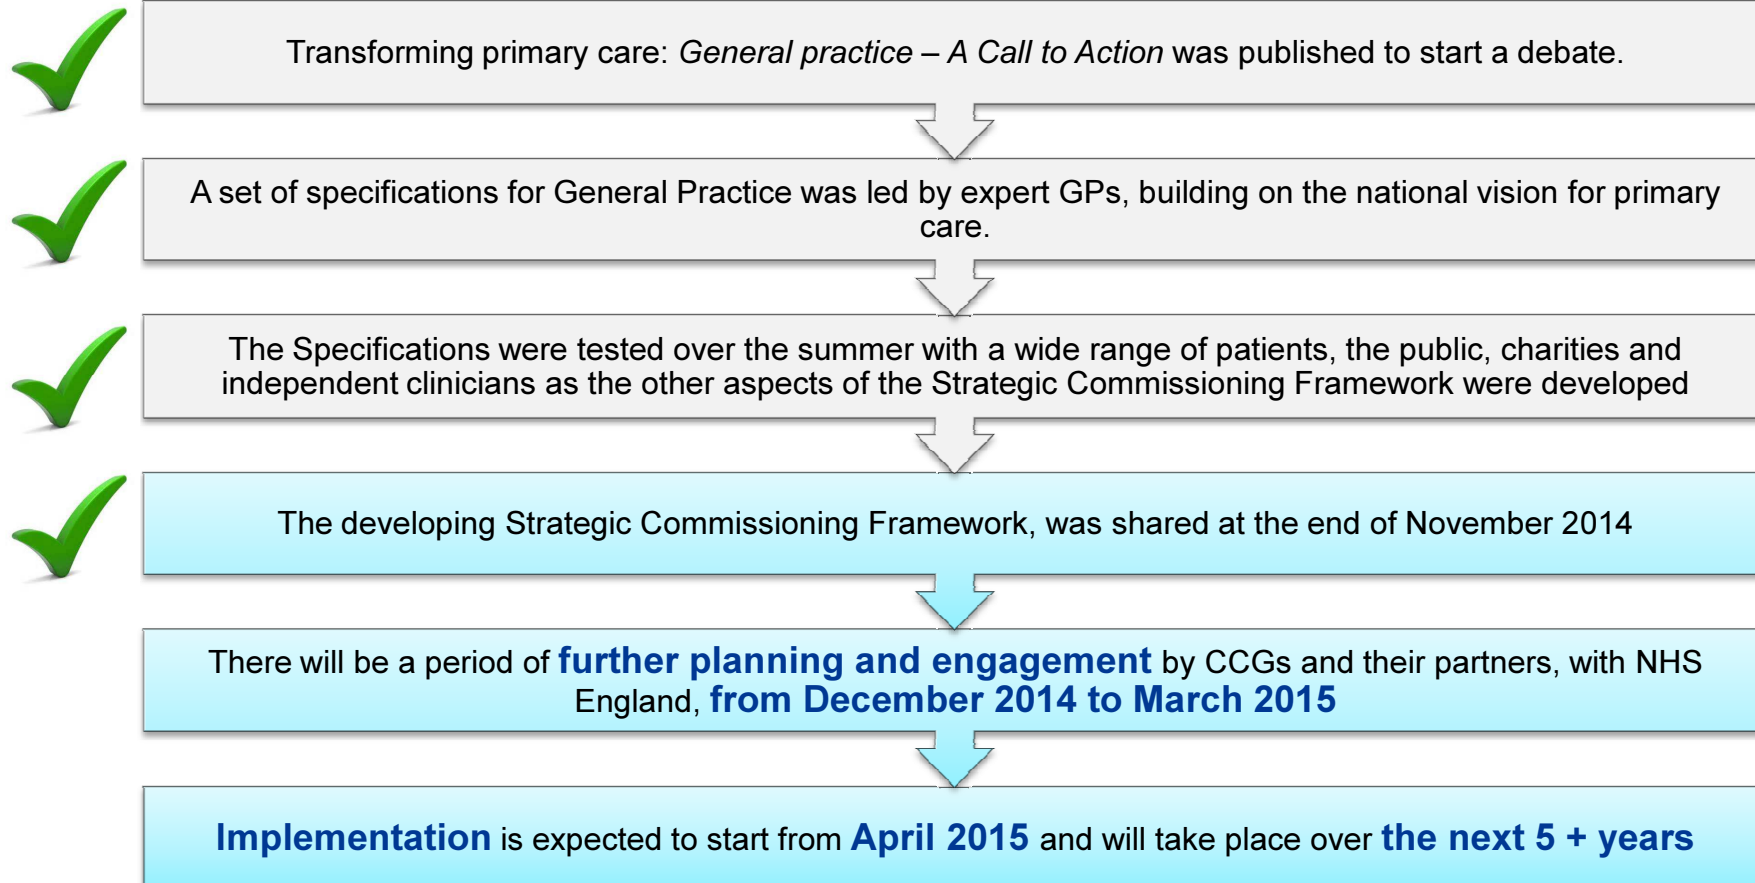 Transforming primary care: General practice – A Call to Action was published to start a debate.
A set of specifications for General Practice was led by expert GPs, building on the national vision for primary
care.
The Specifications were tested over the summer with a wide range of patients, the public, charities and
independent clinicians as the other aspects of the Strategic Commissioning Framework were developed
The developing Strategic Commissioning Framework, was shared at the end of November 2014
There will be a period of further planning and engagement by CCGs and their partners, with NHS
England, from December 2014 to March 2015
Implementation is expected to start from April 2015 and will take place over the next 5 + years